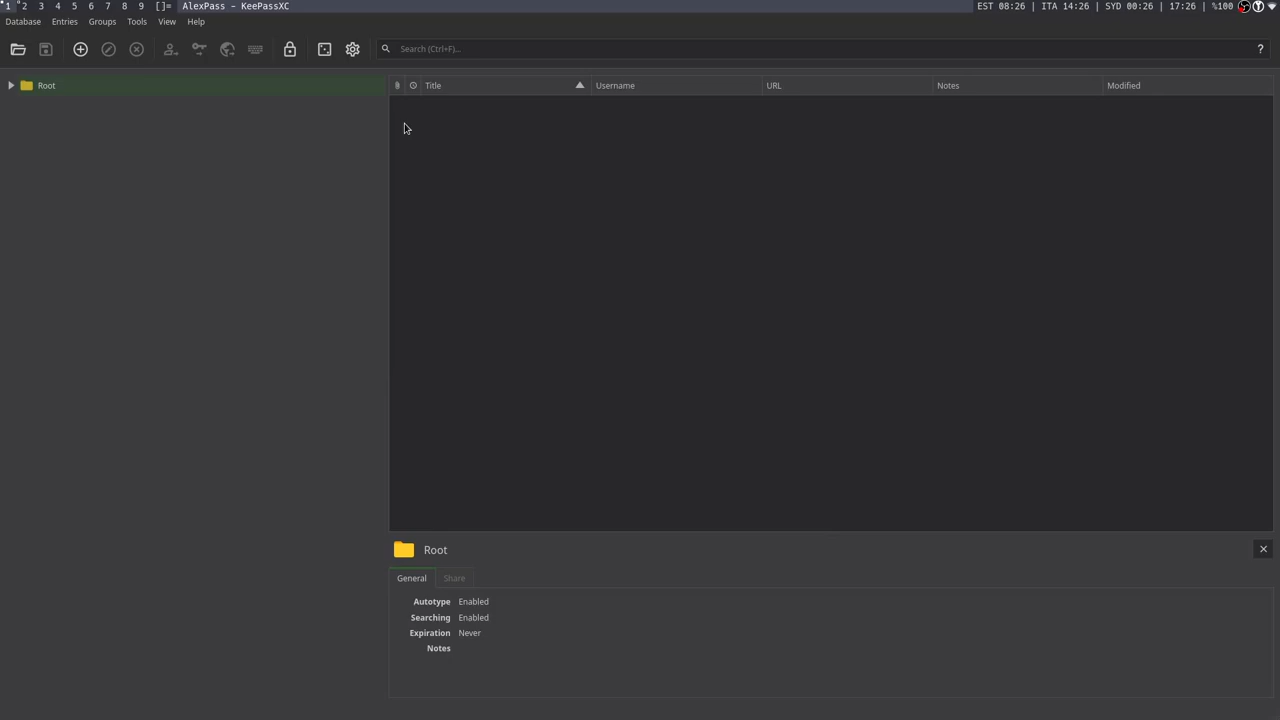 1 2 3 4 5 6 7 8 9 []= AlexPass - KeePassXC EST 08:26 | ITA 14:26 | SYD 00:26 | 17:26 | %100
Database Entries Groups Tools View Help
Search (Ctrl+F)... ?
Root
Title Username URL Notes Modified
Root
General Share
Autotype Enabled
Searching Enabled
Expiration Never
Notes